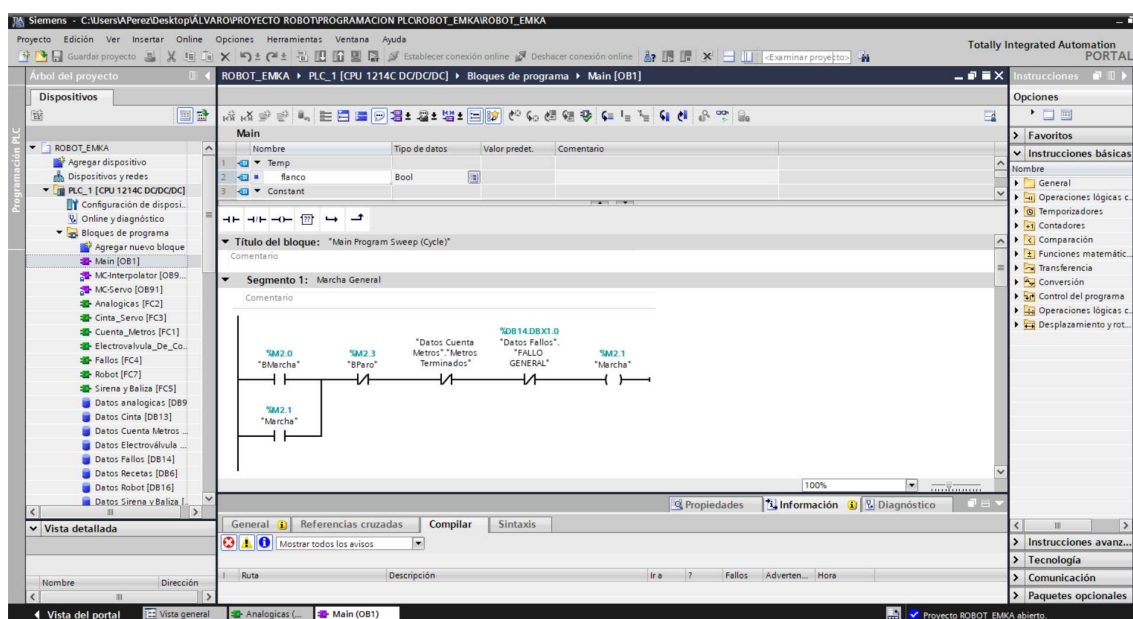 Siemens - C:\Users\APerez\Desktop\ÁLVARO\PROYECTO ROBOT\PROGRAMACION PLC\ROBOT_EMKA\ROBOT_EMKA
Proyecto Edición Ver Insertar Online Opciones Herramientas Ventana Ayuda
Totally Integrated Automation
PORTAL
Guardar proyecto
Establecer conexión online
Deshacer conexión online
<Examinar proyecto>
Árbol del proyecto
ROBOT_EMKA PLC_1 [CPU 1214C DC/DC/DC] Bloques de programa Main [OB1]
Instrucciones
Dispositivos
Opciones
Programación PLC
ROBOT_EMKA
Agregar dispositivo
Dispositivos y redes
PLC_1 [CPU 1214C DC/DC/DC]
Configuración de disposi...
Online y diagnóstico
Bloques de programa
Agregar nuevo bloque
Main [OB1]
MC-Interpolator [OB9...
MC-Servo [OB91]
Analogicas [FC2]
Cinta_Servo [FC3]
Cuenta_Metros [FC1]
Electrovalvula_De_Co...
Fallos [FC4]
Robot [FC7]
Sirena y Baliza [FC5]
Datos analogicas [DB9
Datos Cinta [DB13]
Datos Cuenta Metros ...
Datos Electroválvula ...
Datos Fallos [DB14]
Datos Recetas [DB6]
Datos Robot [DB16]
Datos Sirena y Baliza [...
Vista detallada
Nombre Dirección
Main
Nombre Tipo de datos Valor predet. Comentario
1 Temp
2 flanco Bool
3 Constant
Título del bloque: "Main Program Sweep (Cycle)"
Comentario
Segmento 1: Marcha General
Comentario
%M2.0
"BMarcha"
%M2.3
"BParo"
"Datos Cuenta
Metros"."Metros
Terminados"
%DB14.DBX1.0
"Datos Fallos".
"FALLO
GENERAL"
%M2.1
"Marcha"
%M2.1
"Marcha"
100%
Propiedades Información Diagnóstico
General Referencias cruzadas Compilar Sintaxis
Mostrar todos los avisos
! Ruta Descripción Ir a ? Fallos Adverten... Hora
Favoritos
Instrucciones básicas
Nombre
General
Operaciones lógicas c...
Temporizadores
Contadores
Comparación
Funciones matemátic...
Transferencia
Conversión
Control del programa
Operaciones lógicas c...
Desplazamiento y rot...
Instrucciones avanz...
Tecnología
Comunicación
Paquetes opcionales
Vista del portal Vista general Analogicas (... Main (OB1)
Proyecto ROBOT_EMKA abierto.